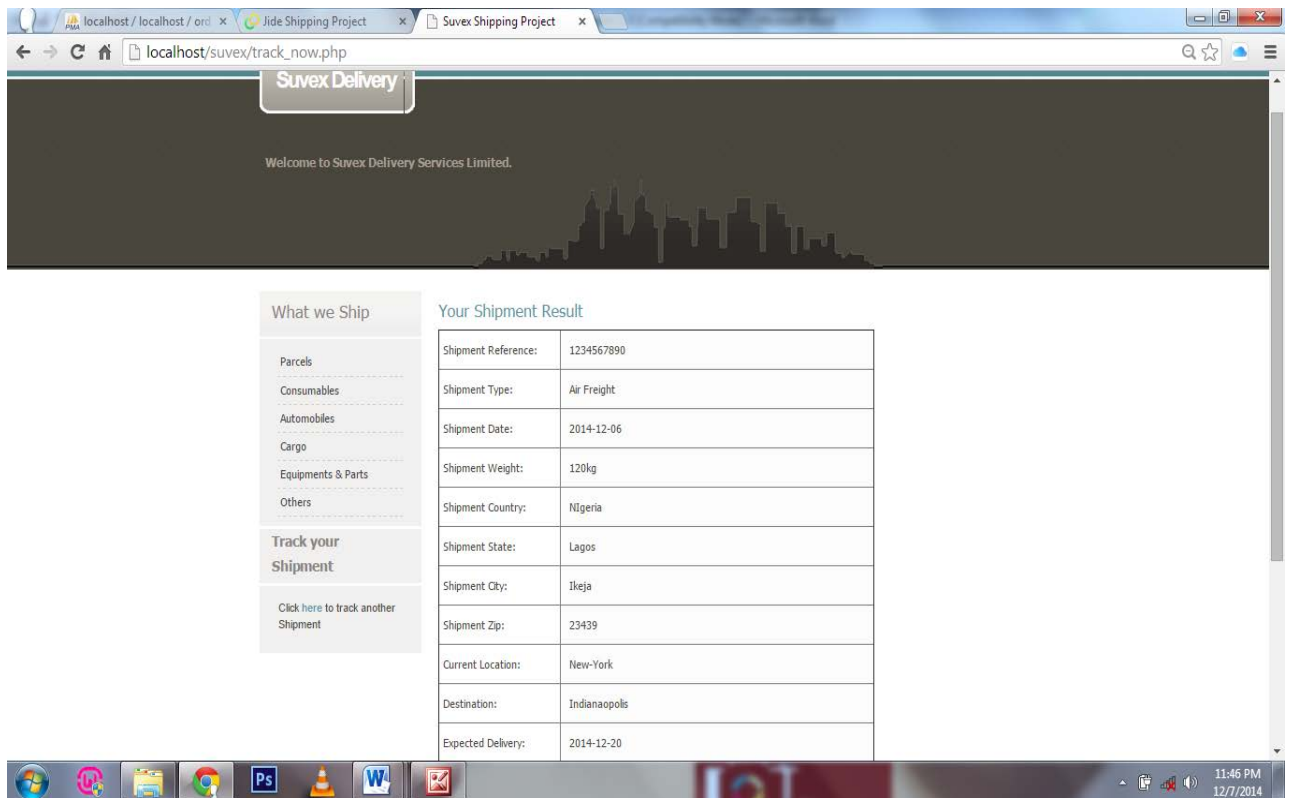 localhost / localhost / ord
Jide Shipping Project
Suvex Shipping Project
localhost/suvex/track_now.php
Suvex Delivery
Welcome to Suvex Delivery Services Limited.
What we Ship
Parcels
Consumables
Automobiles
Cargo
Equipments & Parts
Others
Track your
Shipment
Click here to track another
Shipment
Your Shipment Result
Shipment Reference: 1234567890
Shipment Type: Air Freight
Shipment Date: 2014-12-06
Shipment Weight: 120kg
Shipment Country: NIgeria
Shipment State: Lagos
Shipment City: Ikeja
Shipment Zip: 23439
Current Location: New-York
Destination: Indianaopolis
Expected Delivery: 2014-12-20
Ps
W
11:46 PM
12/7/2014